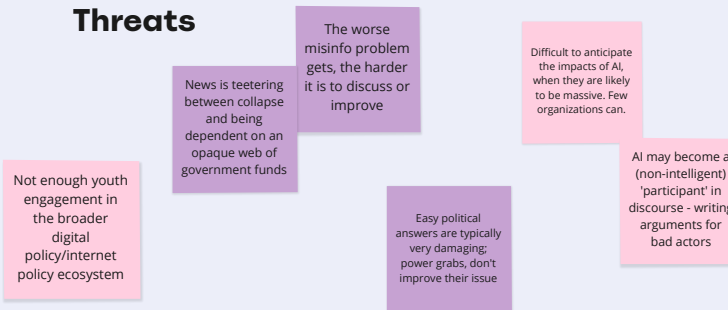 Threats
The worse
misinfo problem
gets, the harder
it is to discuss or
improve
News is teetering
between collapse
and being
dependent on an
opaque web of
government funds
Difficult to anticipate
the impacts of AI,
when they are likely
to be massive. Few
organizations can.
AI may become a
(non-intelligent)
'participant' in
discourse - writing
arguments for
bad actors
Not enough youth
engagement in
the broader
digital
policy/internet
policy ecosystem
Easy political
answers are typically
very damaging;
power grabs, don't
improve their issue